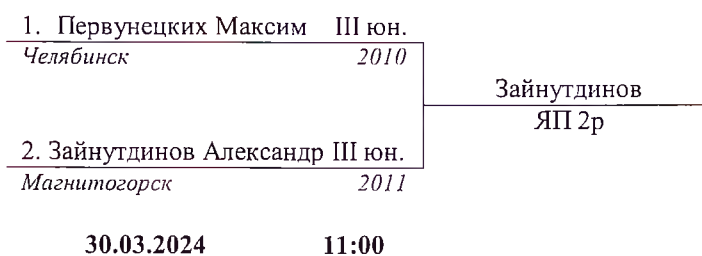 1. Первунецких Максим III юн.
Челябинск 2010
Зайнутдинов
ЯП 2р
2. Зайнутдинов Александр III юн.
Магнитогорск 2011
30.03.2024 11:00